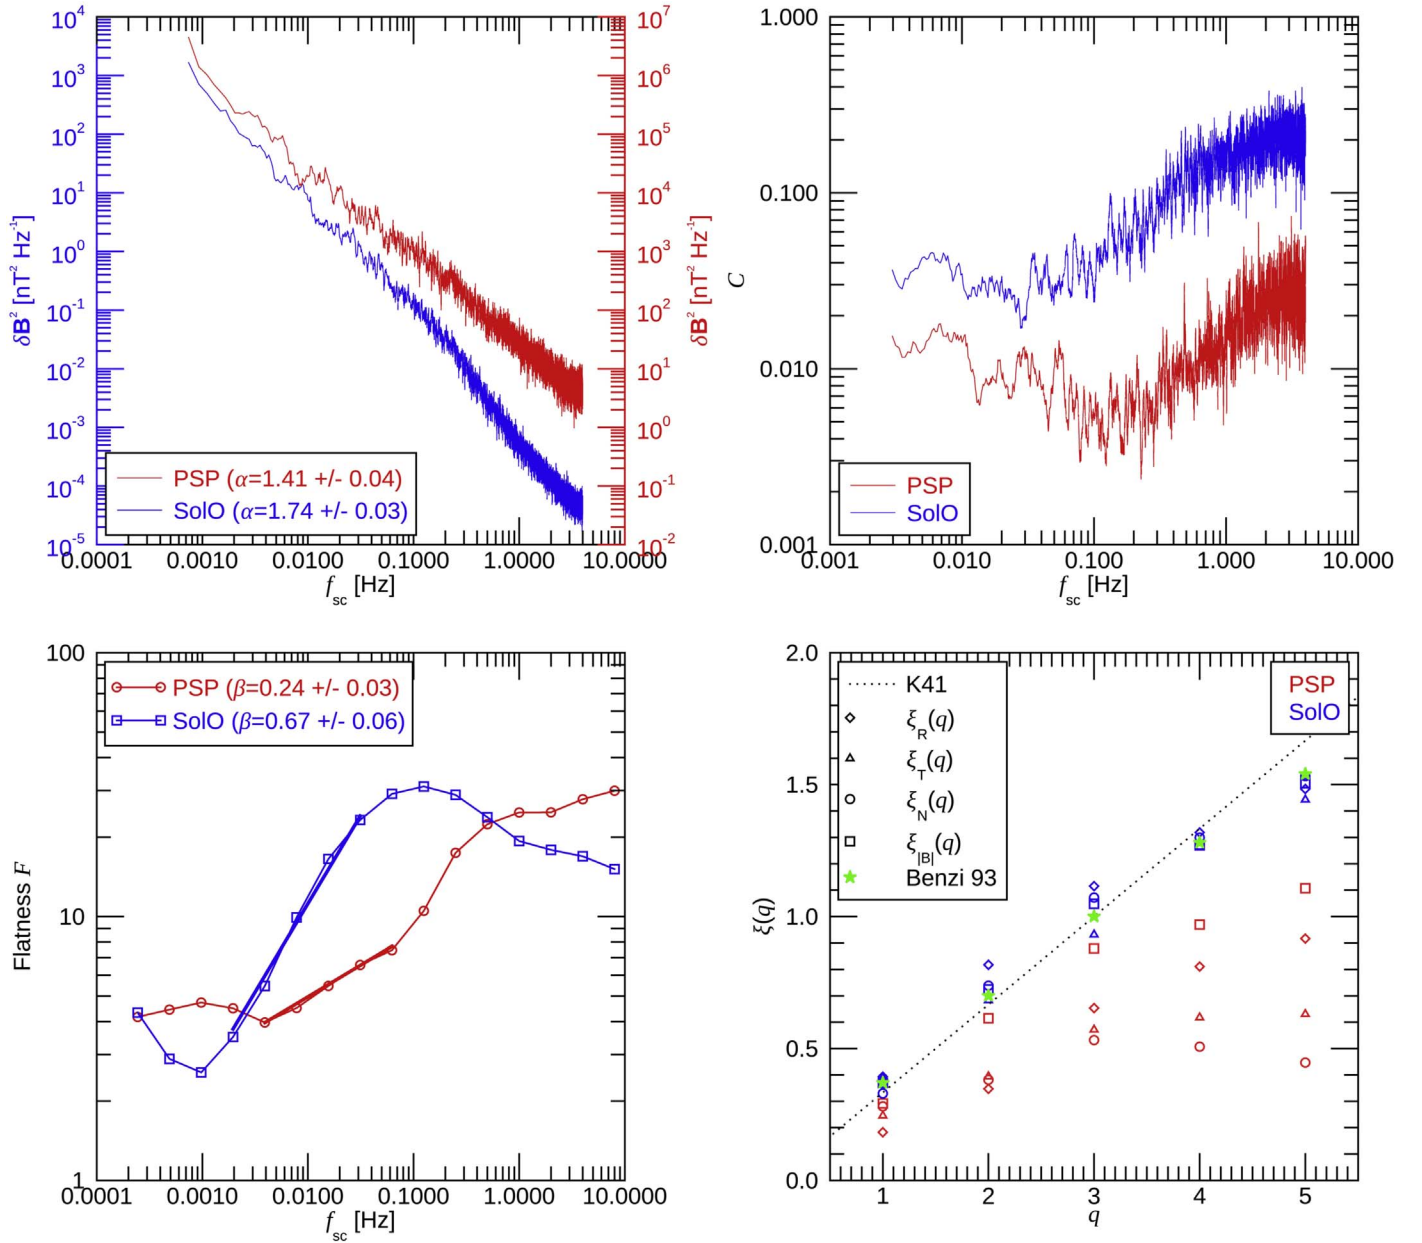 10^4
10^3
10^2
10^1
10^0
10^-1
10^-2
10^-3
10^-4
10^-5
δB^2 [nT^2 Hz^-1]
10^7
10^6
10^5
10^4
10^3
10^2
10^1
10^0
10^-1
10^-2
δB^2 [nT^2 Hz^-1]
PSP (α=1.41 +/- 0.04)
SolO (α=1.74 +/- 0.03)
0.0001 0.0010 0.0100 0.1000 1.0000 10.0000
f_sc [Hz]
1.000
0.100
0.010
0.001
C
PSP
SolO
0.001 0.010 0.100 1.000 10.000
f_sc [Hz]
100
10
1
Flatness F
PSP (β=0.24 +/- 0.03)
SolO (β=0.67 +/- 0.06)
0.0001 0.0010 0.0100 0.1000 1.0000 10.0000
f_sc [Hz]
2.0
1.5
1.0
0.5
0.0
ξ(q)
K41
ξ_R(q)
ξ_T(q)
ξ_N(q)
ξ_|B|(q)
Benzi 93
PSP
SolO
1 2 3 4 5
q